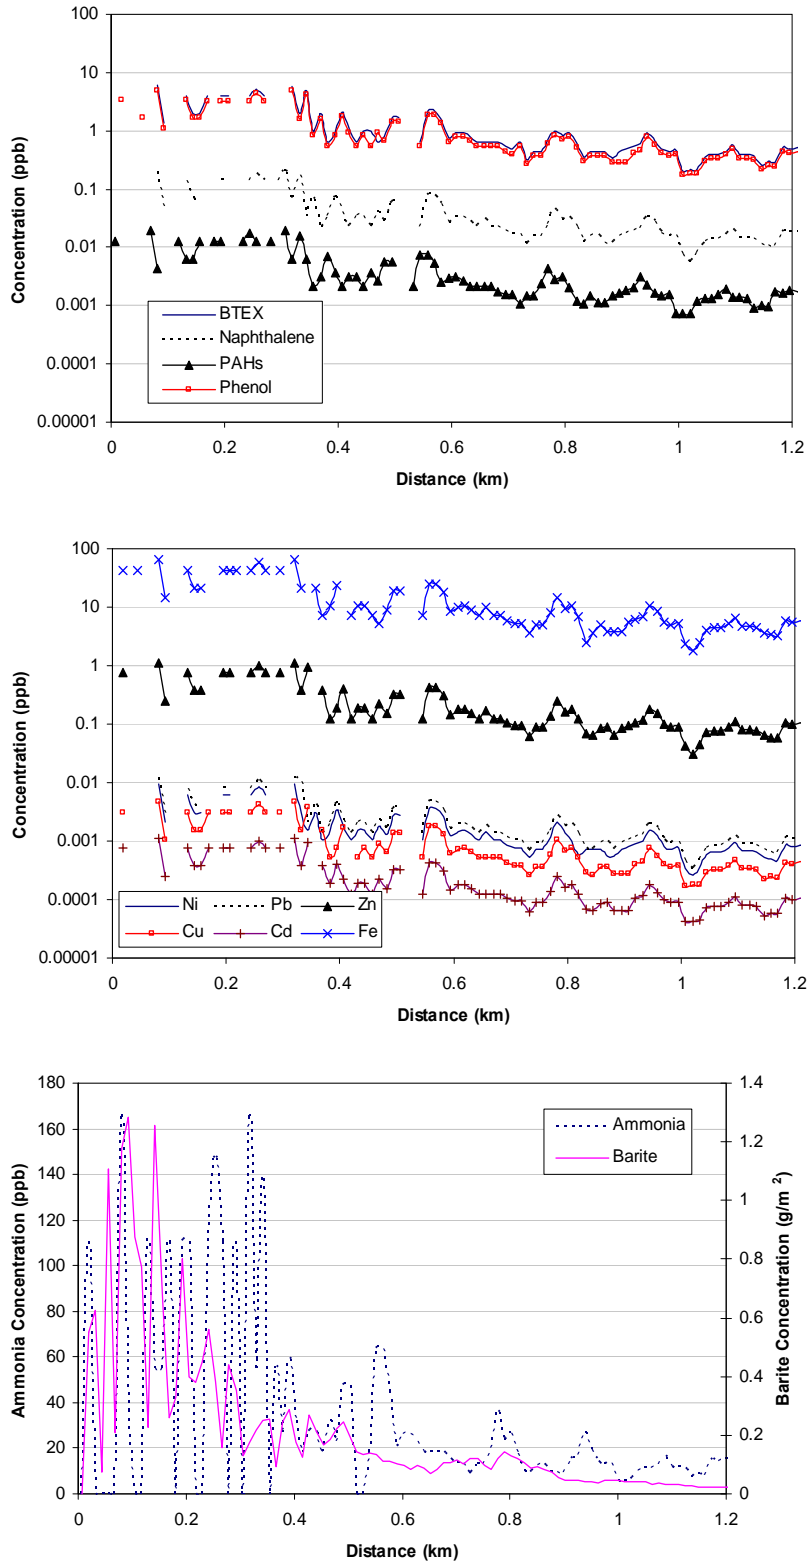 100
10
1
0.1
0.01
0.001
0.0001
0.00001
Concentration (ppb)
BTEX
Naphthalene
PAHs
Phenol
0 0.2 0.4 0.6 0.8 1 1.2
Distance (km)
100
10
1
0.1
0.01
0.001
0.0001
0.00001
Concentration (ppb)
Ni Pb Zn
Cu Cd Fe
0 0.2 0.4 0.6 0.8 1 1.2
Distance (km)
180
160
140
120
100
80
60
40
20
0
Ammonia Concentration (ppb)
Ammonia
Barite
1.4
1.2
1
0.8
0.6
0.4
0.2
0
Barite Concentration (g/m²)
0 0.2 0.4 0.6 0.8 1.0 1.2
Distance (km)